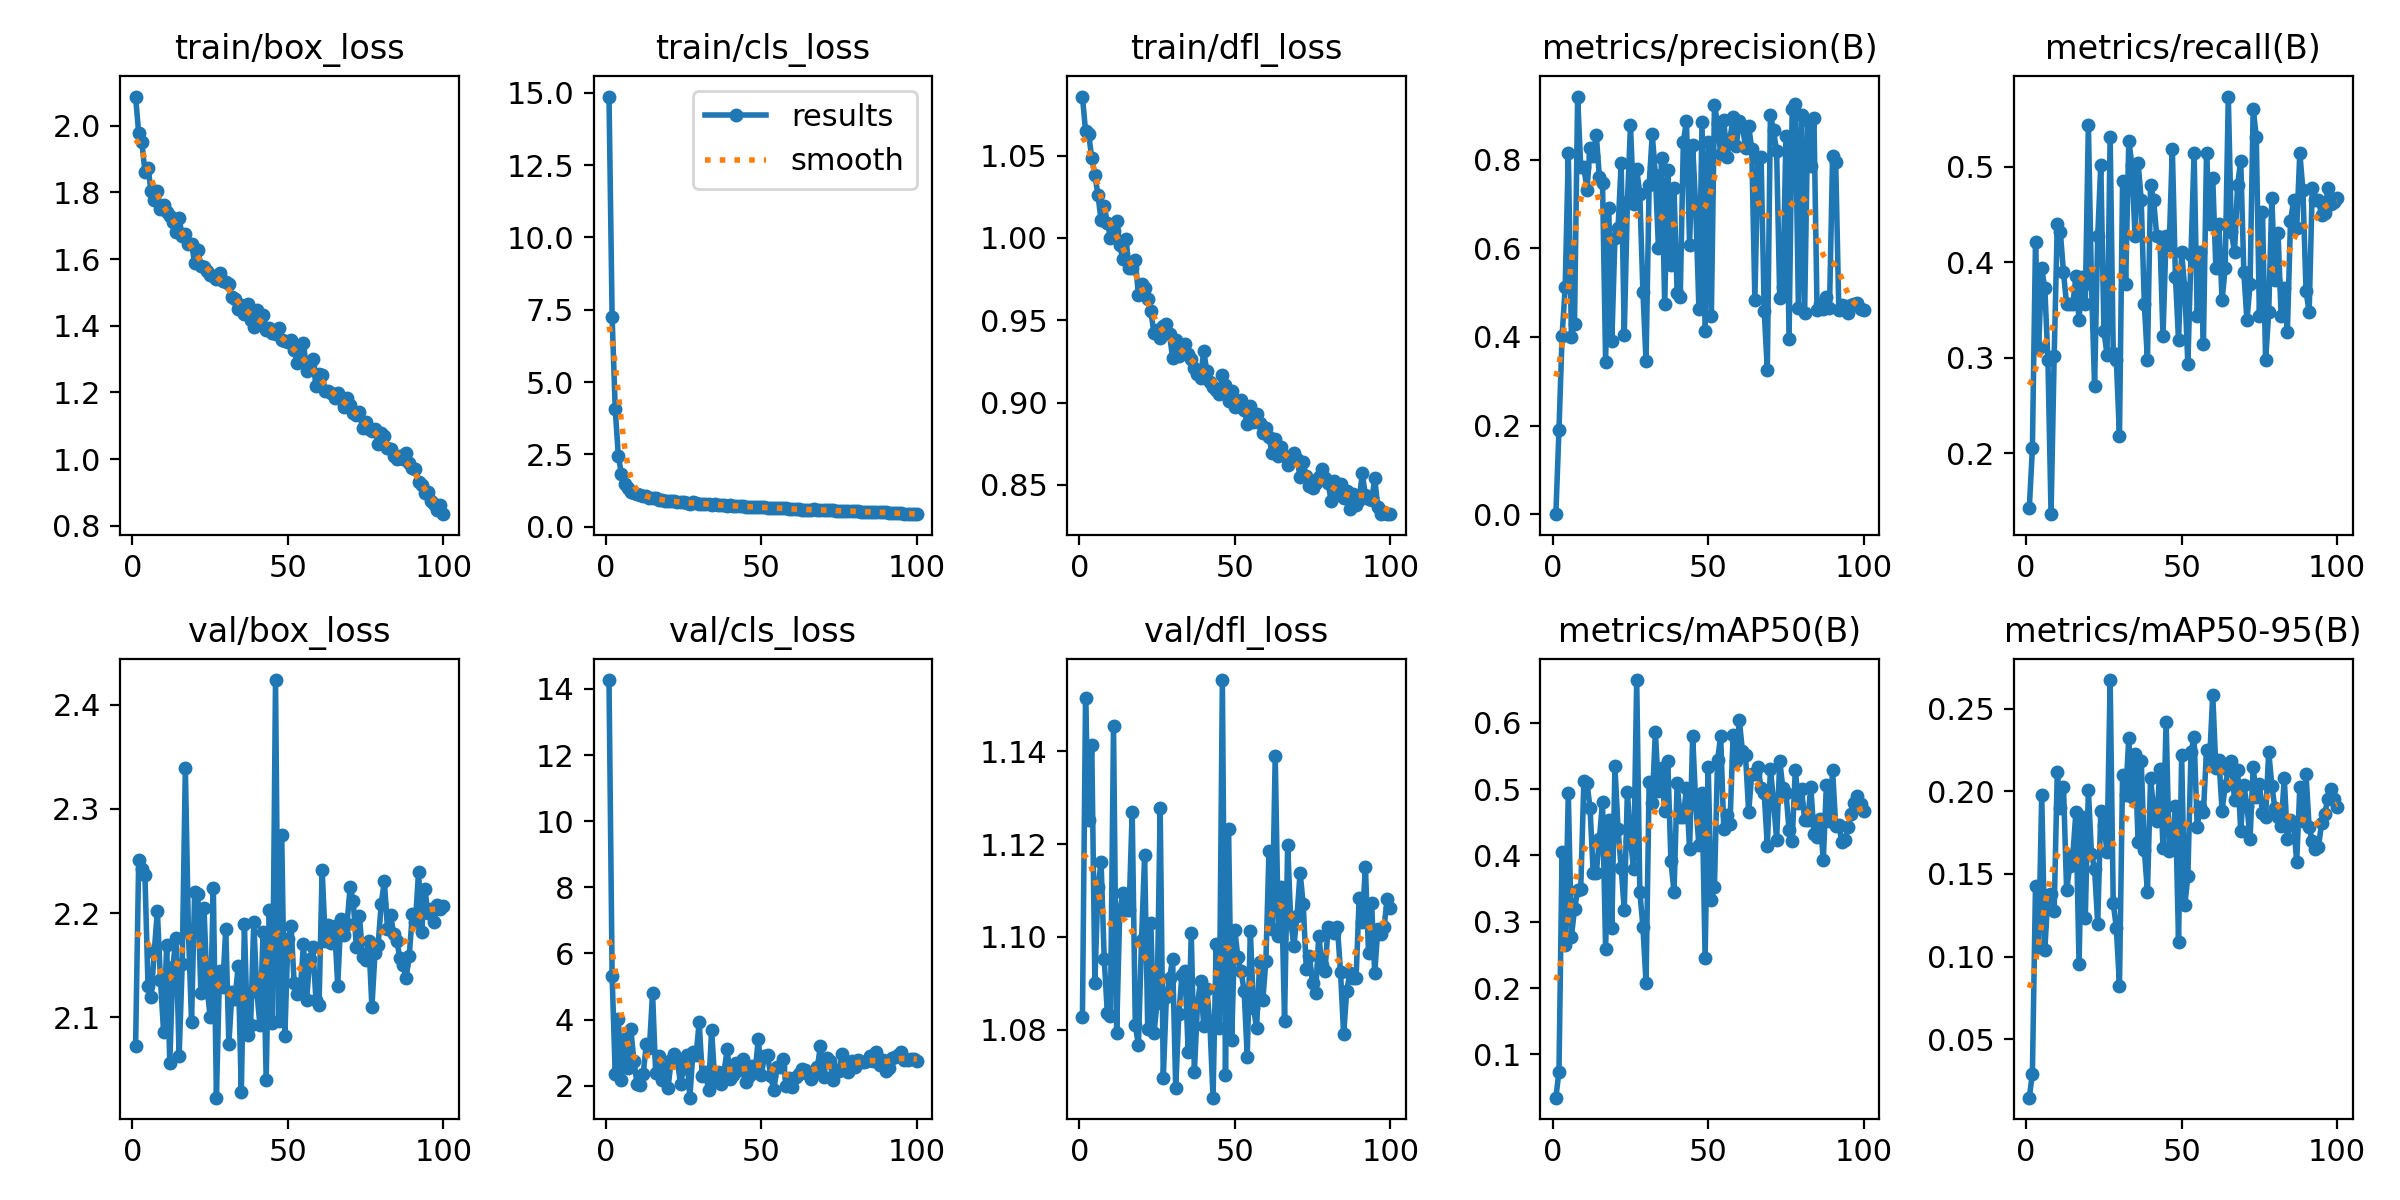 train/box_loss
2.0
1.8
1.6
1.4
1.2
1.0
0.8
0 50 100
train/cls_loss
results
smooth
15.0
12.5
10.0
7.5
5.0
2.5
0.0
0 50 100
train/dfl_loss
1.05
1.00
0.95
0.90
0.85
0 50 100
metrics/precision(B)
0.8
0.6
0.4
0.2
0.0
0 50 100
metrics/recall(B)
0.5
0.4
0.3
0.2
0 50 100
val/box_loss
2.4
2.3
2.2
2.1
0 50 100
val/cls_loss
14
12
10
8
6
4
2
0 50 100
val/dfl_loss
1.14
1.12
1.10
1.08
0 50 100
metrics/mAP50(B)
0.6
0.5
0.4
0.3
0.2
0.1
0 50 100
metrics/mAP50-95(B)
0.25
0.20
0.15
0.10
0.05
0 50 100